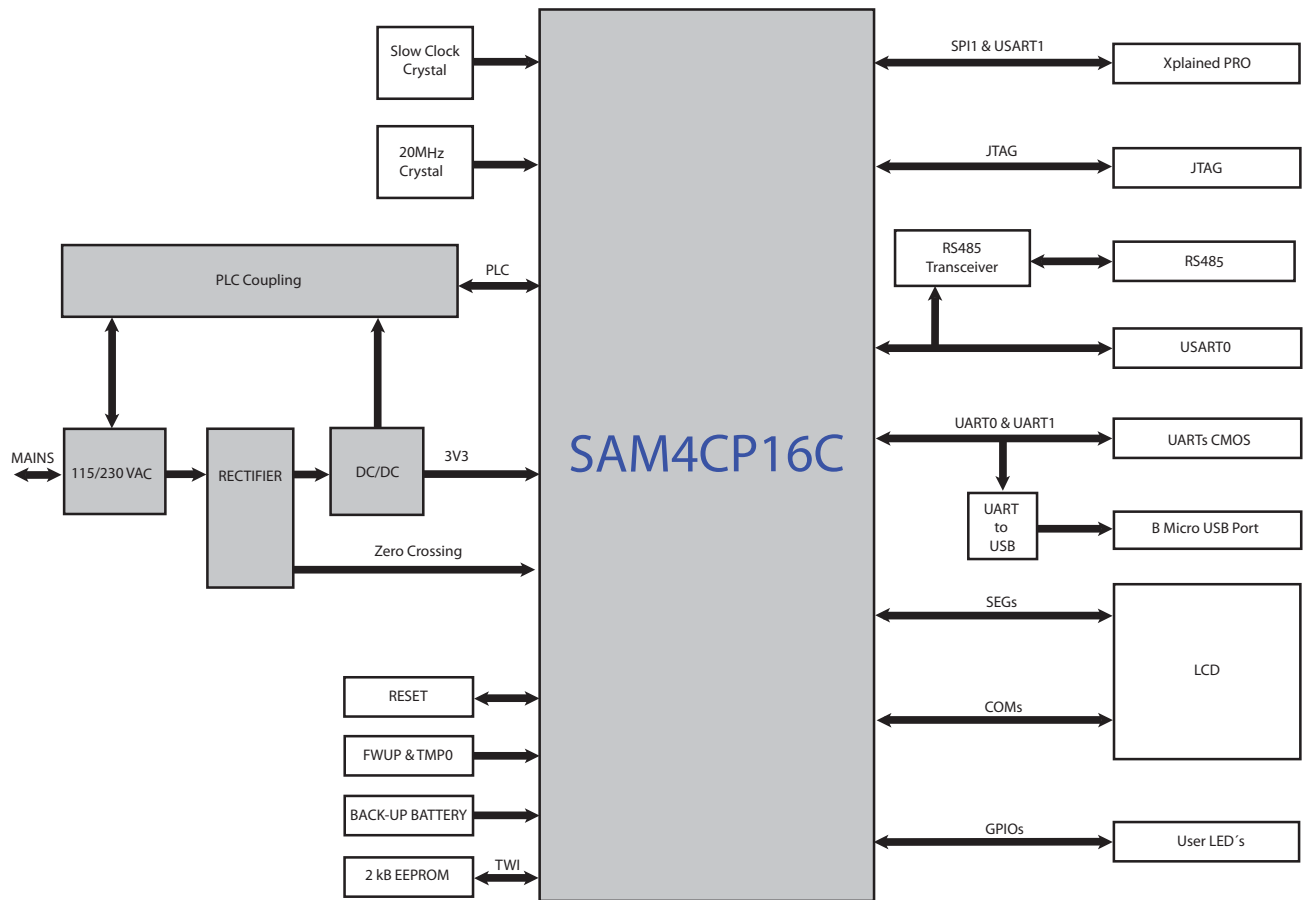 Slow Clock
Crystal
SPI1 & USART1
Xplained PRO
20MHz
Crystal
JTAG
JTAG
PLC Coupling
PLC
RS485
Transceiver
RS485
USART0
MAINS
115/230 VAC
RECTIFIER
DC/DC
3V3
Zero Crossing
SAM4CP16C
UART0 & UART1
UARTs CMOS
UART
to
USB
B Micro USB Port
SEGs
LCD
COMs
RESET
FWUP & TMP0
BACK-UP BATTERY
2 kB EEPROM
TWI
GPIOs
User LED´s